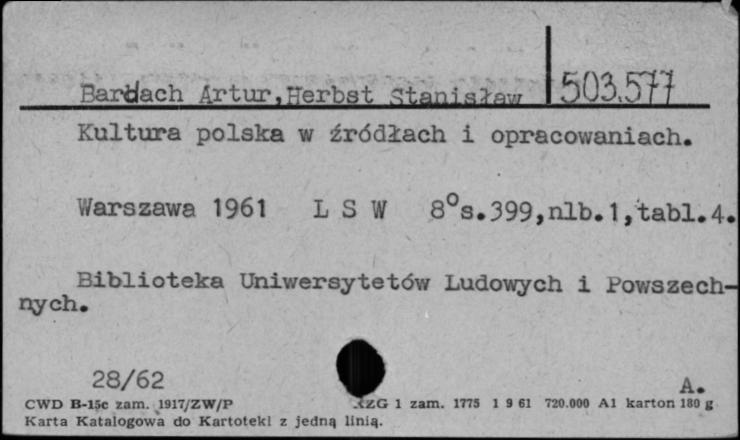 Bardach Artur,Herbst Stanisław 503.577
Kultura polska w źródłach i opracowaniach.
Warszawa 1961 L S W 8°s.399,nlb.1,tabl.4.
Biblioteka Uniwersytetów Ludowych i Powszech-
nych.
28/62 A.
CWD B-15c zam. 1917/ZW/P 1 zam. 1775 1 9 61 720.000 A1 karton 180 g
Karta Katalogowa do Kartoteki z jedną linią.